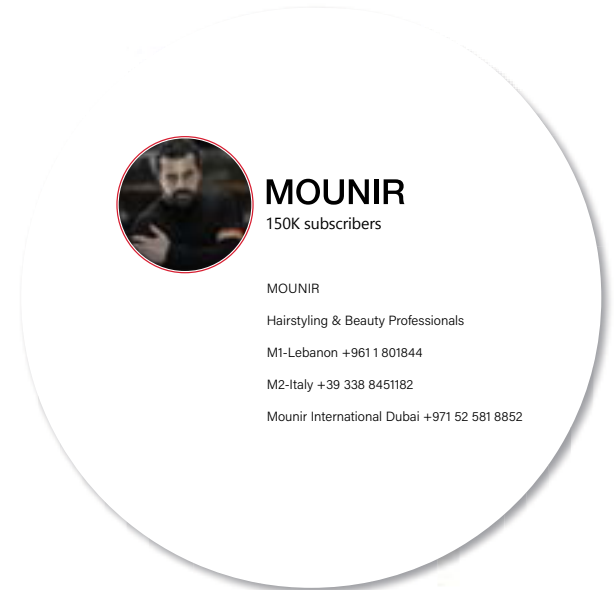 MOUNIR
150K subscribers
MOUNIR
Hairstyling & Beauty Professionals
M1-Lebanon +961 1 801844
M2-Italy +39 338 8451182
Mounir International Dubai +971 52 581 8852